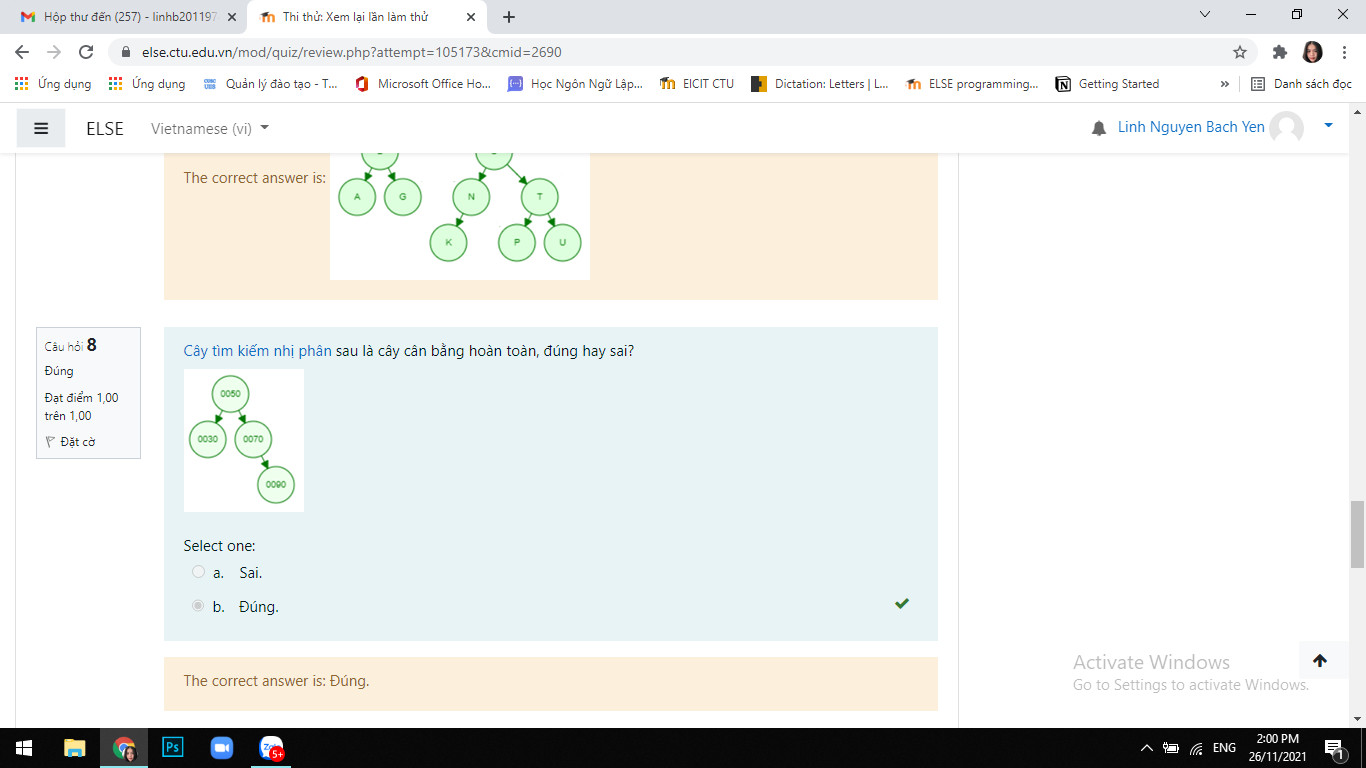 Hộp thư đến (257) - linhb201197
Thi thử: Xem lại lần làm thử
else.ctu.edu.vn/mod/quiz/review.php?attempt=105173&cmid=2690
Ứng dụng
Ứng dụng
Quản lý đào tạo - T...
Microsoft Office Ho...
Học Ngôn Ngữ Lập...
EICIT CTU
Dictation: Letters | L...
ELSE programming...
Getting Started
»
Danh sách đọc
ELSE
Vietnamese (vi)
Linh Nguyen Bach Yen
The correct answer is:
A
G
N
T
K
P
U
Câu hỏi 8
Đúng
Đạt điểm 1,00
trên 1,00
Đặt cờ
Cây tìm kiếm nhị phân sau là cây cân bằng hoàn toàn, đúng hay sai?
0050
0030
0070
0090
Select one:
a. Sai.
b. Đúng.
The correct answer is: Đúng.
Activate Windows
Go to Settings to activate Windows.
Ps
Zalo
5+
ENG
2:00 PM
26/11/2021
1